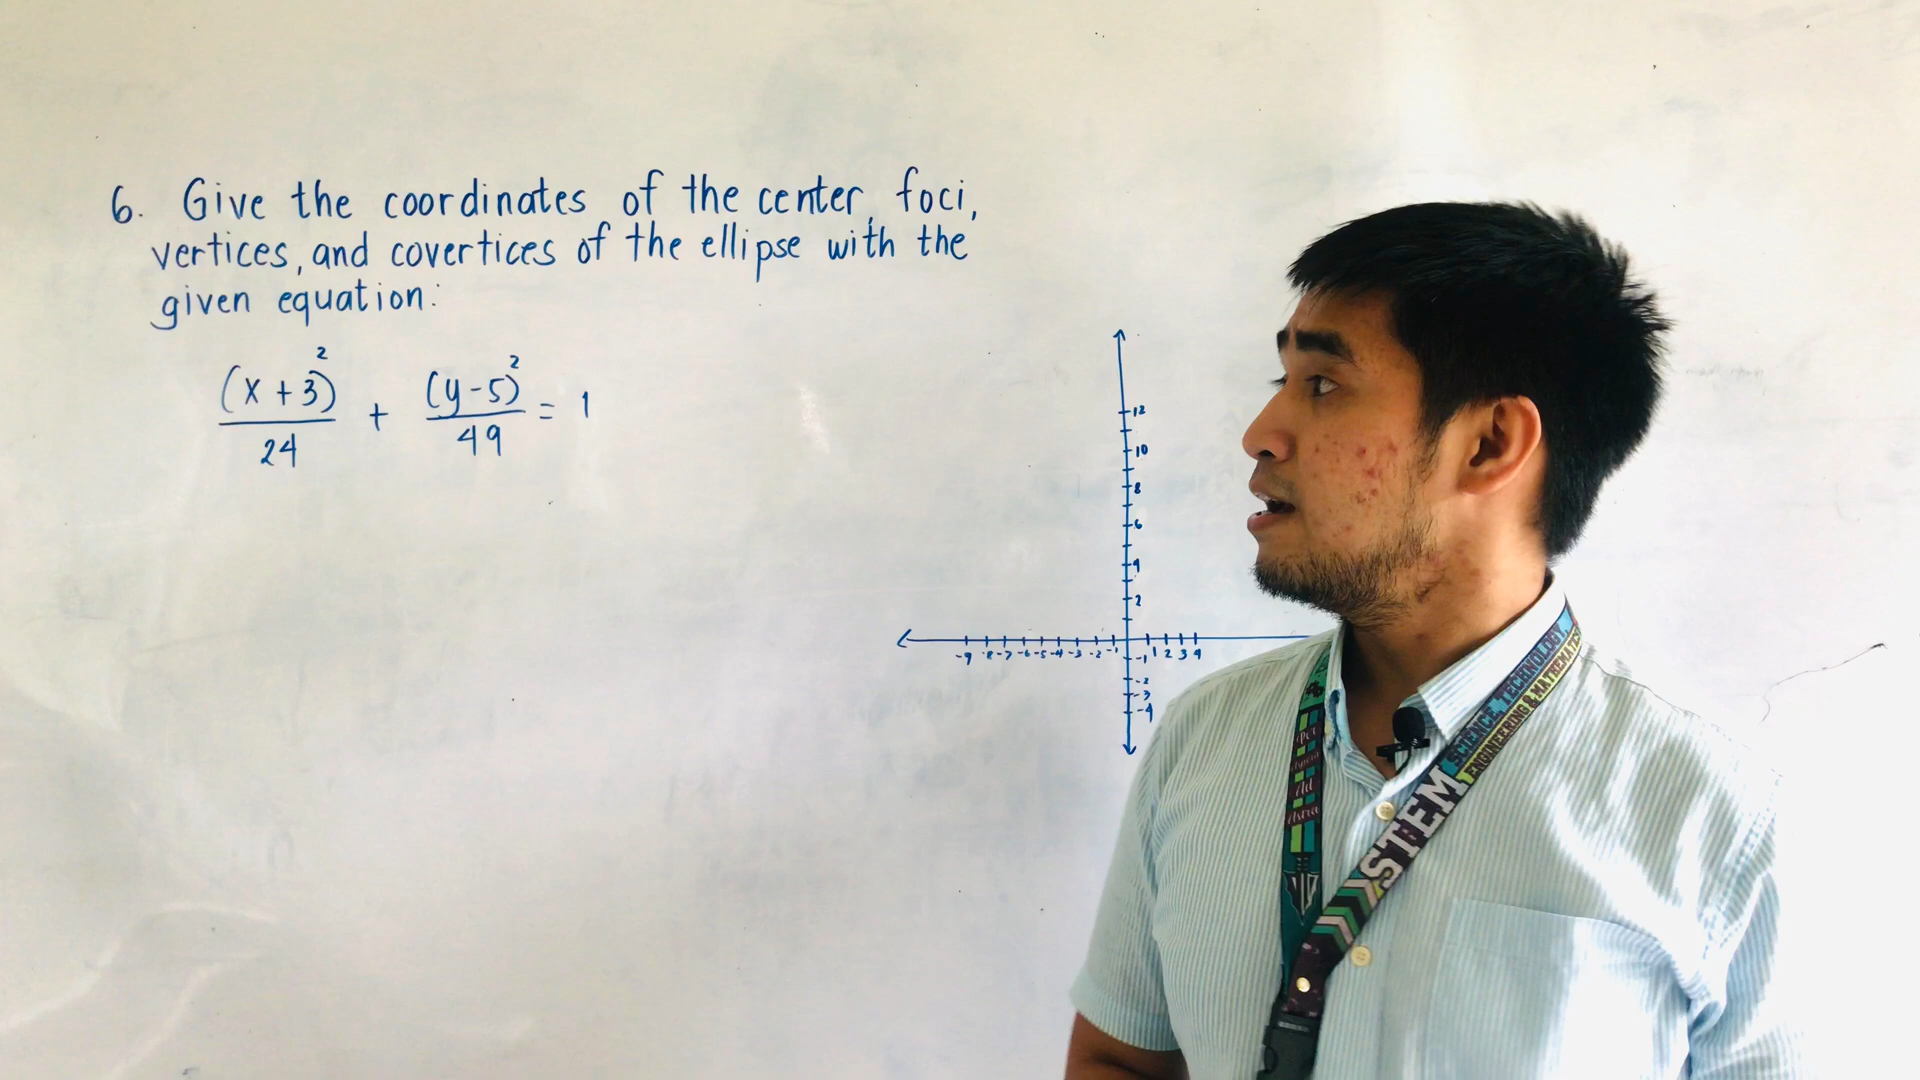 6. Give the coordinates of the center, foci,
vertices, and covertices of the ellipse with the
given equation:
(x + 3)² / 24 + (y - 5)² / 49 = 1
12
10
8
6
4
2
-9 -8 -7 -6 -5 -4 -3 -2 -1 1 2 3 4
-1
-2
-3
-4
SCIENCE, TECHNOLOGY,
ENGINEERING & MATHEMATICS
STEM
Ad
Astra